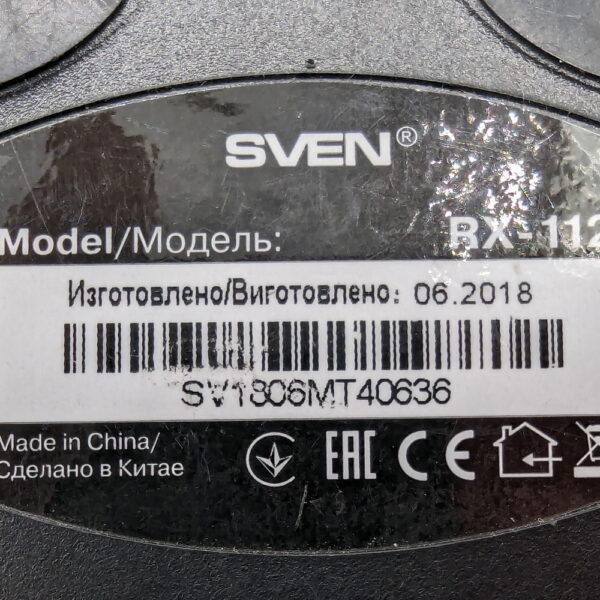 SVEN®
Model/Модель: RX-112
Изготовлено/Виготовлено: 06.2018
SV1806MT40636
Made in China/
Сделано в Китае
EAC CE